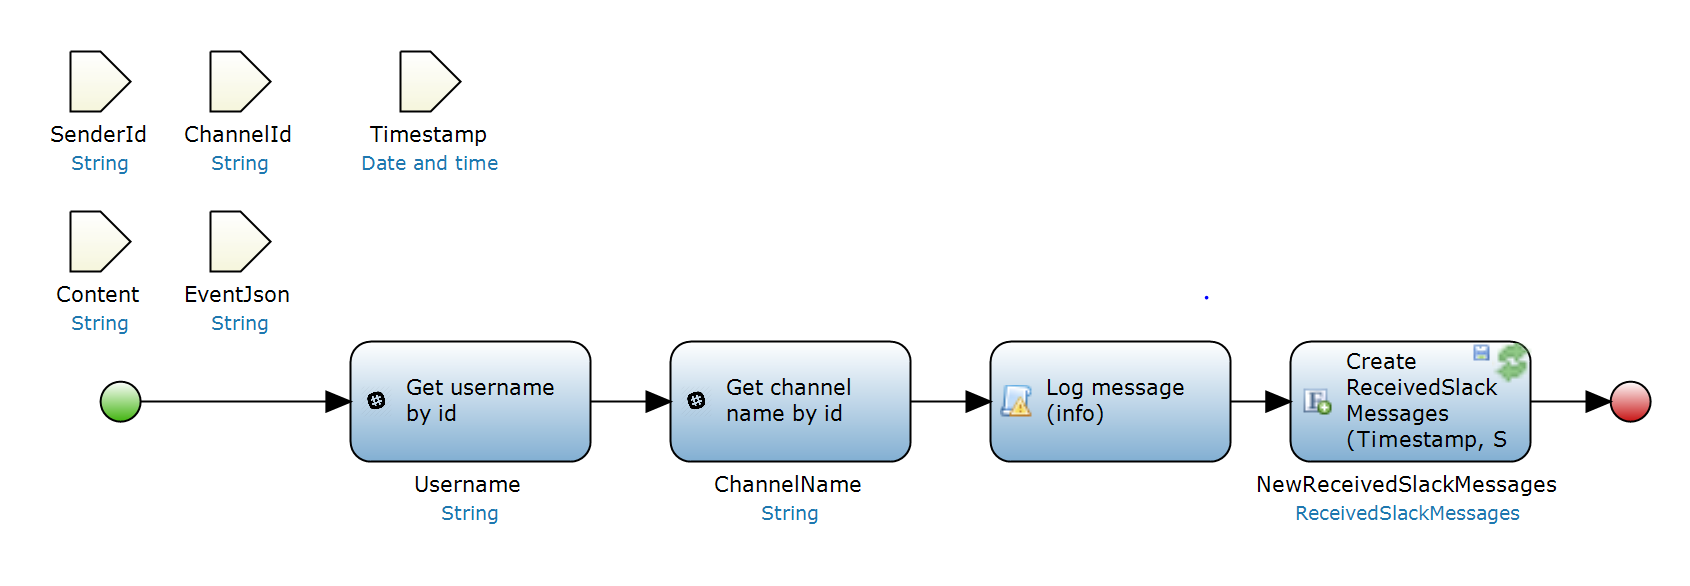 SenderId
String
ChannelId
String
Timestamp
Date and time
Content
String
EventJson
String
Get username
by id
Username
String
Get channel
name by id
ChannelName
String
Log message
(info)
Create
ReceivedSlack
Messages
(Timestamp, S
NewReceivedSlackMessages
ReceivedSlackMessages